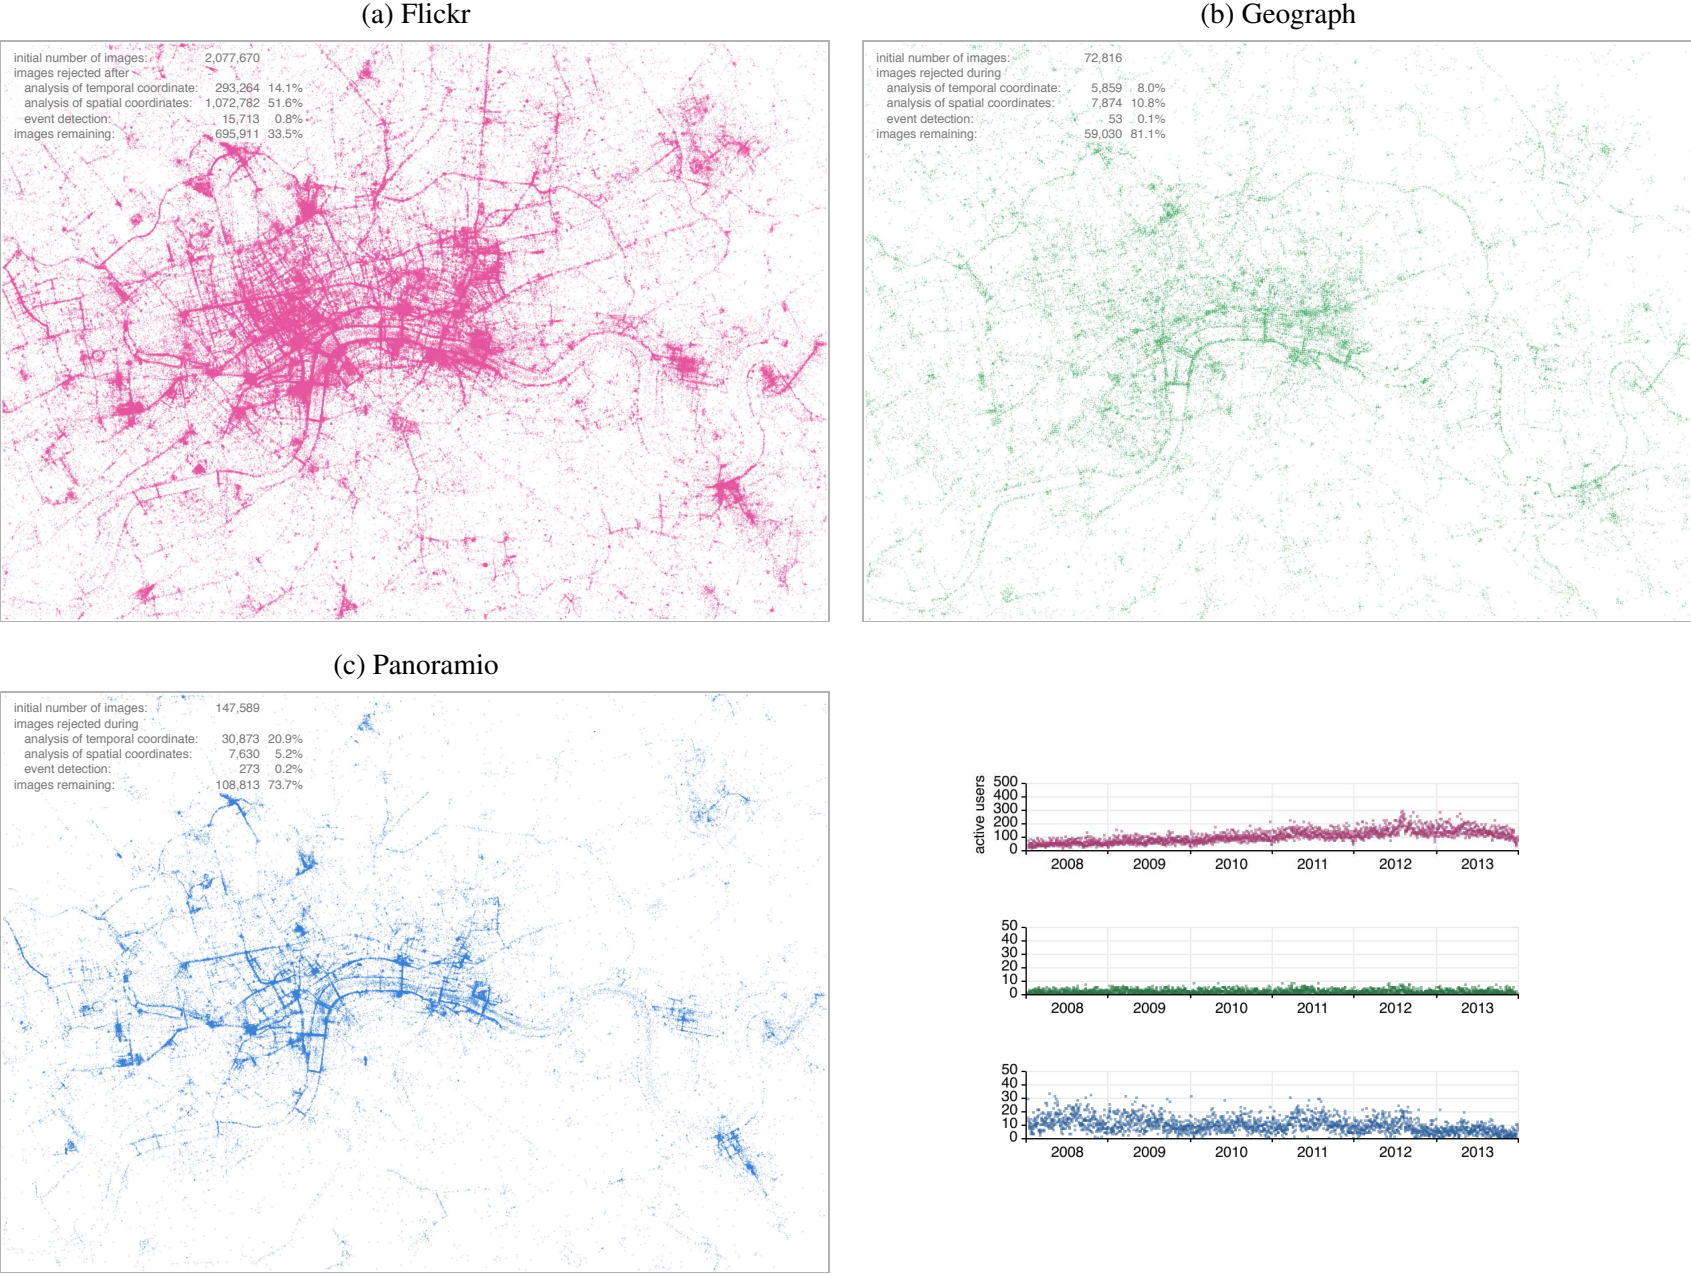 (a) Flickr
initial number of images: 2,077,670
images rejected after
analysis of temporal coordinate: 293,264 14.1%
analysis of spatial coordinates: 1,072,782 51.6%
event detection: 15,713 0.8%
images remaining: 695,911 33.5%
(b) Geograph
initial number of images: 72,816
images rejected during
analysis of temporal coordinate: 5,859 8.0%
analysis of spatial coordinates: 7,874 10.8%
event detection: 53 0.1%
images remaining: 59,030 81.1%
(c) Panoramio
initial number of images: 147,589
images rejected during
analysis of temporal coordinate: 30,873 20.9%
analysis of spatial coordinates: 7,630 5.2%
event detection: 273 0.2%
images remaining: 108,813 73.7%
active users
500
400
300
200
100
0
2008 2009 2010 2011 2012 2013
50
40
30
20
10
0
2008 2009 2010 2011 2012 2013
50
40
30
20
10
0
2008 2009 2010 2011 2012 2013